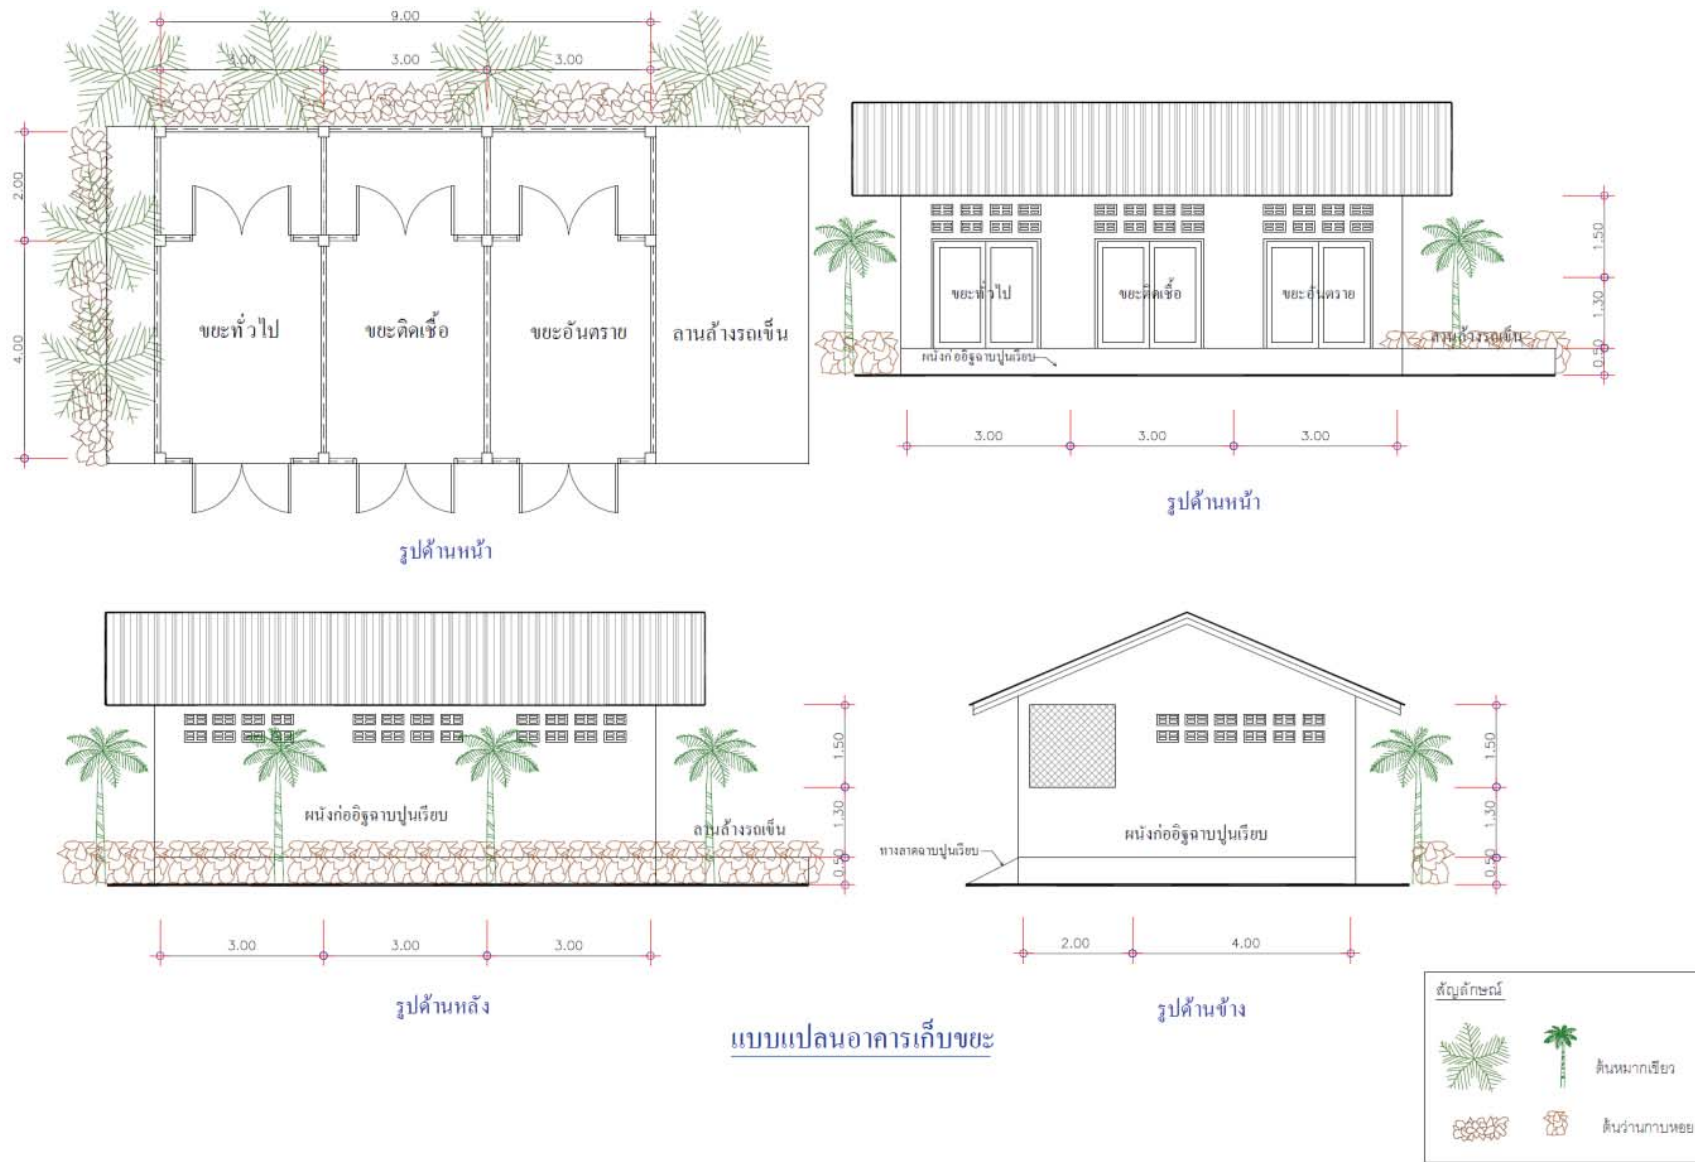 9.00
3.00 3.00 3.00
2.00
4.00
ขยะทั่วไป ขยะติดเชื้อ ขยะอันตราย ลานล้างรถเข็น
รูปด้านหน้า
ขยะทั่วไป ขยะติดเชื้อ ขยะอันตราย
ลานล้างรถเข็น
ผนังก่ออิฐฉาบปูนเรียบ
1.50
1.30
0.50
3.00 3.00 3.00
รูปด้านหน้า
ผนังก่ออิฐฉาบปูนเรียบ
ลานล้างรถเข็น
1.50
1.30
0.50
3.00 3.00 3.00
รูปด้านหลัง
ผนังก่ออิฐฉาบปูนเรียบ
ทางลาดฉาบปูนเรียบ
1.50
1.30
0.50
2.00 4.00
รูปด้านข้าง
แบบแปลนอาคารเก็บขยะ
สัญลักษณ์
ต้นหมากเขียว
ต้นว่านกาบหอย